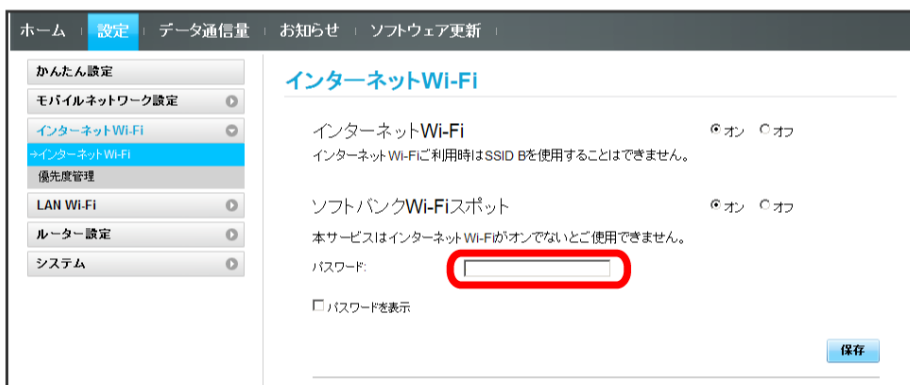 ホーム 設定 データ通信量 お知らせ ソフトウェア更新
かんたん設定
モバイルネットワーク設定
インターネットWi-Fi
→インターネットWi-Fi
優先度管理
LAN Wi-Fi
ルーター設定
システム
インターネットWi-Fi
インターネットWi-Fi オン オフ
インターネットWi-Fiご利用時はSSID Bを使用することはできません。
ソフトバンクWi-Fiスポット オン オフ
本サービスはインターネットWi-Fiがオンでないとご使用できません。
パスワード:
パスワードを表示
保存